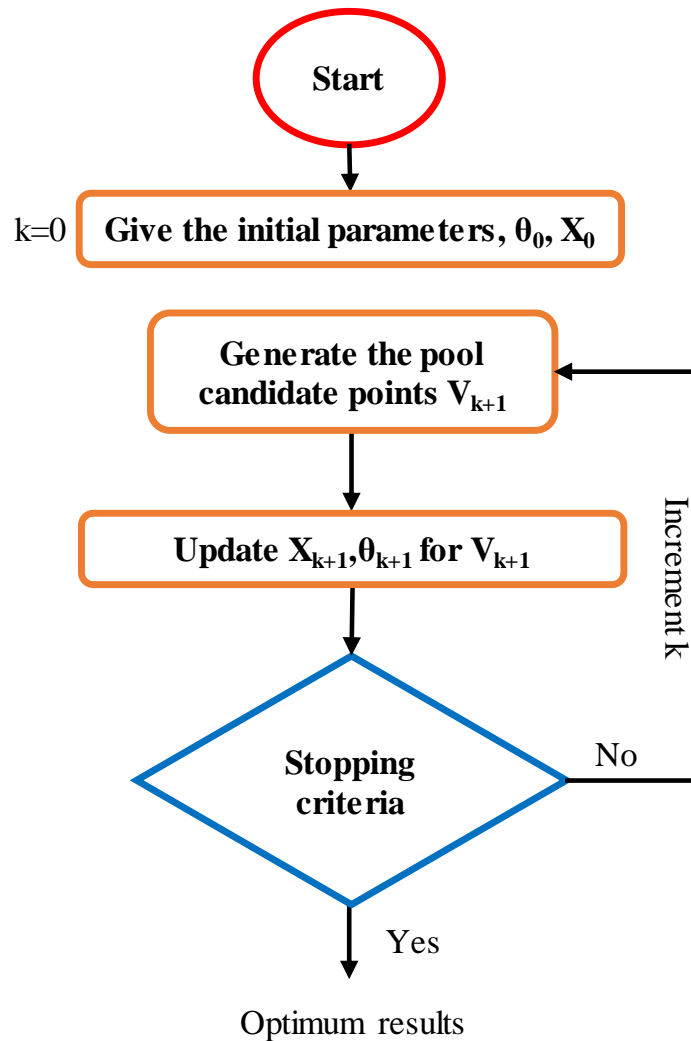 Start
k=0
Give the initial parameters, θ₀, X₀
Generate the pool
candidate points Vₖ₊₁
Update Xₖ₊₁,θₖ₊₁ for Vₖ₊₁
Increment k
Stopping
criteria
No
Yes
Optimum results